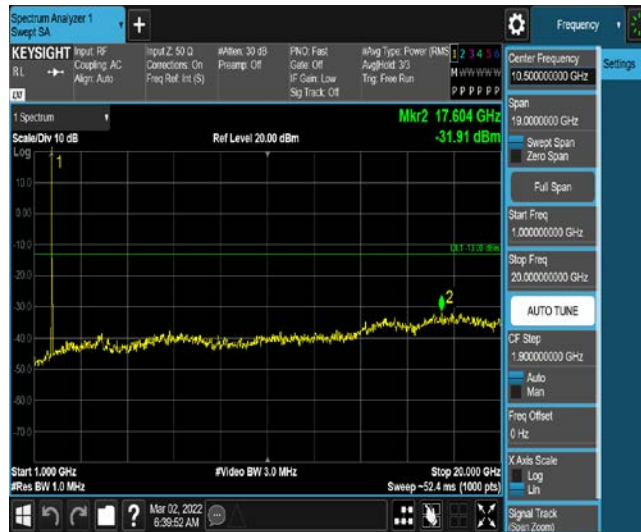 Spectrum Analyzer 1
Swept SA
+
Frequency
KEYSIGHT
RL
LXI
Input: RF
Coupling: AC
Align: Auto
Input Z: 50 Ω
Corrections: On
Freq Ref: Int (S)
#Atten: 30 dB
Preamp: Off
PNO: Fast
Gate: Off
IF Gain: Low
Sig Track: Off
#Avg Type: Power (RMS
Avg|Hold: 3/3
Trig: Free Run
1 2 3 4 5 6
M W W W W W
P P P P P P
Center Frequency
10.500000000 GHz
Settings
Span
19.0000000 GHz
Swept Span
Zero Span
Full Span
Start Freq
1.000000000 GHz
Stop Freq
20.000000000 GHz
AUTO TUNE
CF Step
1.900000000 GHz
Auto
Man
Freq Offset
0 Hz
X Axis Scale
Log
Lin
Signal Track
(Span Zoom)
1 Spectrum
Mkr2 17.604 GHz
Scale/Div 10 dB
Ref Level 20.00 dBm
-31.91 dBm
Log
1
10.0
0.00
-10.0
DL1 -13.00 dBm
-20.0
2
-30.0
-40.0
-50.0
-60.0
-70.0
Start 1.000 GHz
#Video BW 3.0 MHz
Stop 20.000 GHz
#Res BW 1.0 MHz
Sweep ~52.4 ms (1000 pts)
?
Mar 02, 2022
6:39:52 AM